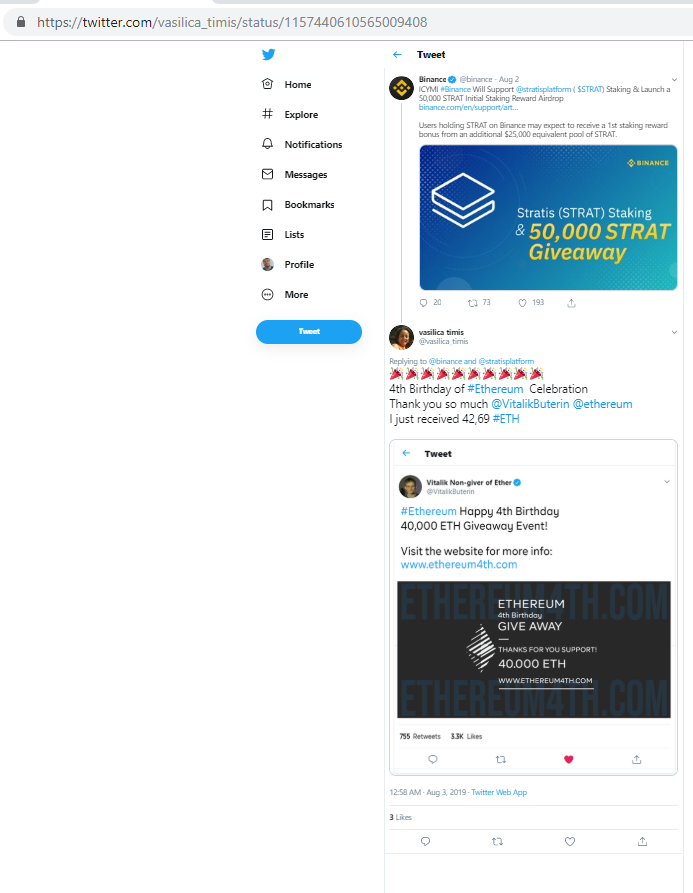 https://twitter.com/vasilica_timis/status/1157440610565009408
Home
Explore
Notifications
Messages
Bookmarks
Lists
Profile
More
Tweet
Tweet
Binance @binance · Aug 2
ICYMI #Binance Will Support @stratisplatform ( $STRAT) Staking & Launch a
50,000 STRAT Initial Staking Reward Airdrop
binance.com/en/support/art...
Users holding STRAT on Binance may expect to receive a 1st staking reward
bonus from an additional $25,000 equivalent pool of STRAT.
BINANCE
Stratis (STRAT) Staking
& 50,000 STRAT
Giveaway
20 73 193
vasilica timis
@vasilica_timis
Replying to @binance and @stratisplatform
4th Birthday of #Ethereum Celebration
Thank you so much @VitalikButerin @ethereum
I just received 42,69 #ETH
Tweet
Vitalik Non-giver of Ether
@VitalikButerin
#Ethereum Happy 4th Birthday
40,000 ETH Giveaway Event!
Visit the website for more info:
www.ethereum4th.com
ETHEREUM4TH.COM
ETHEREUM
4th Birthday
GIVE AWAY
THANKS FOR YOU SUPPORT!
40.000 ETH
WWW.ETHEREUM4TH.COM
ETHEREUM4TH.COM
755 Retweets 3.3K Likes
12:58 AM · Aug 3, 2019 · Twitter Web App
3 Likes